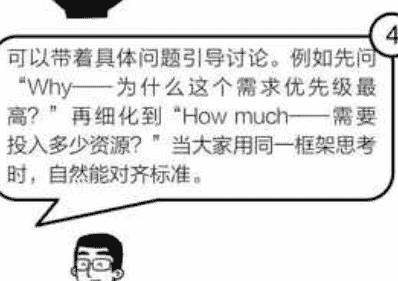 4
可以带着具体问题引导讨论。例如先问
“Why——为什么这个需求优先级最
高？”再细化到“How much——需要
投入多少资源？”当大家用同一框架思考
时，自然能对齐标准。